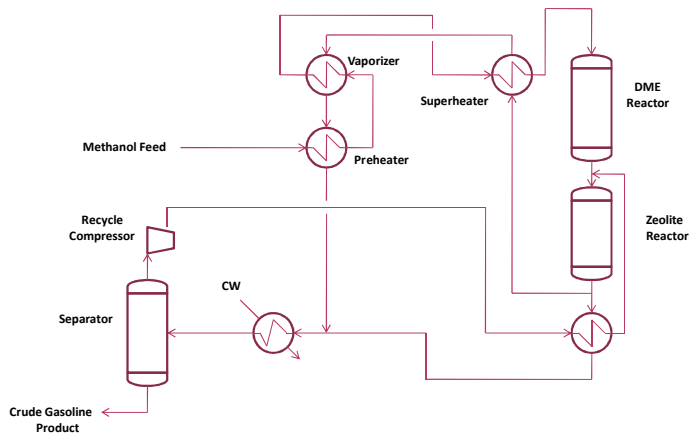 Vaporizer
Superheater
DME
Reactor
Methanol Feed
Preheater
Recycle
Compressor
Zeolite
Reactor
CW
Separator
Crude Gasoline
Product